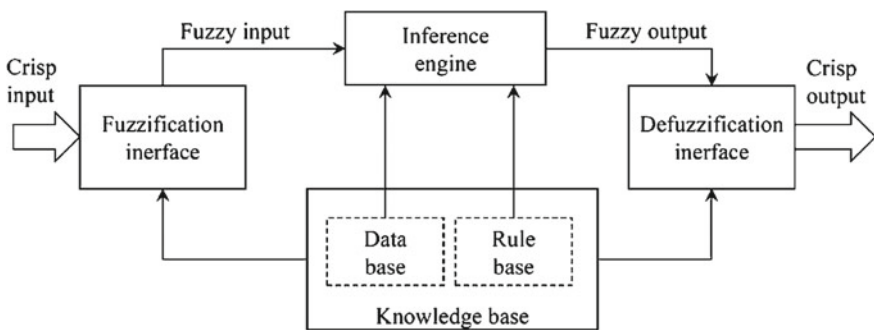 Fuzzy input
Inference
engine
Fuzzy output
Crisp
input
Crisp
output
Fuzzification
inerface
Defuzzification
inerface
Data
base
Rule
base
Knowledge base